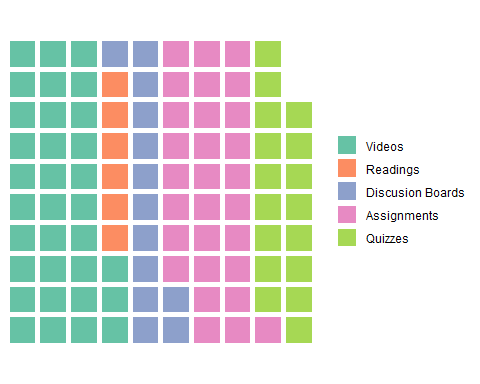 Videos
Readings
Discusion Boards
Assignments
Quizzes